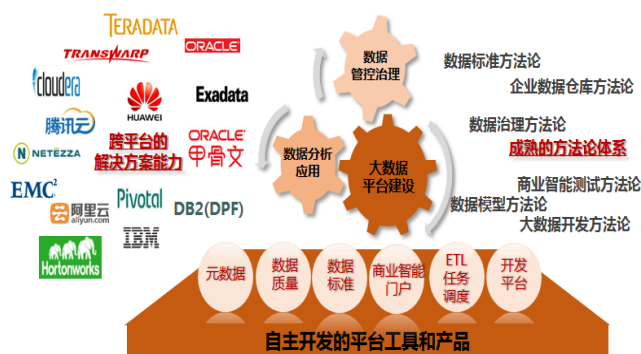 TERADATA
TRANSWARP
ORACLE
cloudera
HUAWEI
Exadata
腾讯云
跨平台的
解决方案能力
ORACLE
甲骨文
NETEZZA
EMC²
Pivotal
阿里云
aliyun.com
DB2(DPF)
IBM
Hortonworks
数据
管控治理
数据分析
应用
大数据
平台建设
数据标准方法论
企业数据仓库方法论
数据治理方法论
成熟的方法论体系
商业智能测试方法论
数据模型方法论
大数据开发方法论
元数据
数据
质量
数据
标准
商业智能
门户
ETL
任务
调度
开发
平台
自主开发的平台工具和产品